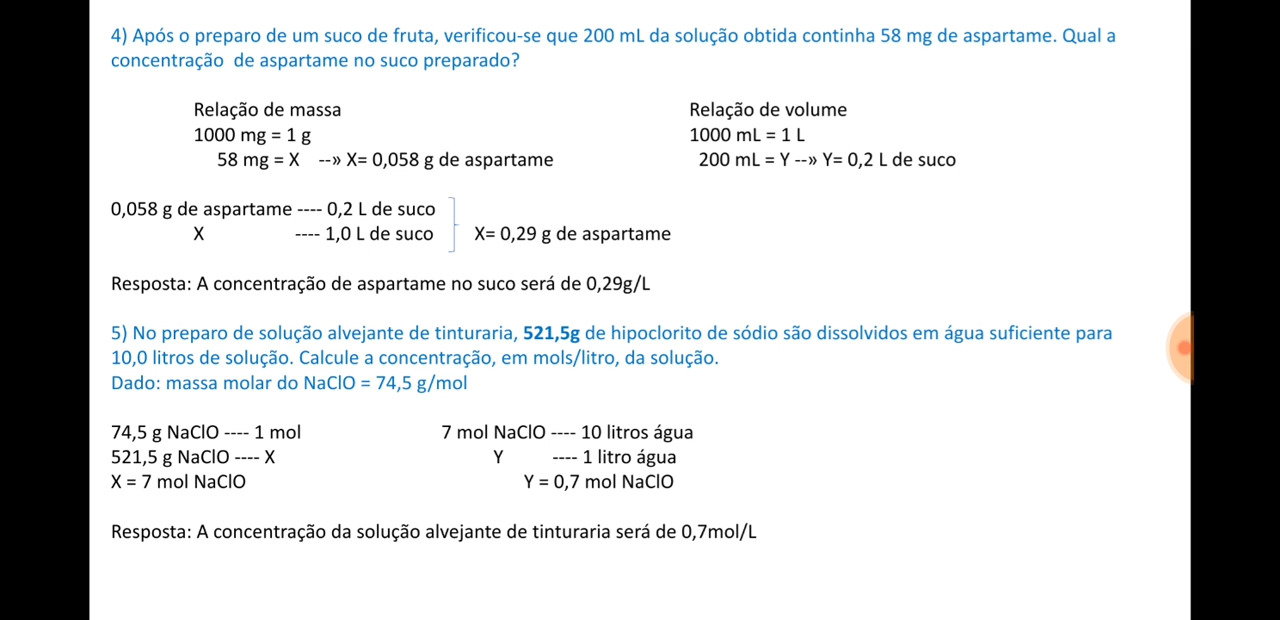 4) Após o preparo de um suco de fruta, verificou-se que 200 mL da solução obtida continha 58 mg de aspartame. Qual a
concentração de aspartame no suco preparado?
Relação de massa
1000 mg = 1 g
58 mg = X --» X= 0,058 g de aspartame
Relação de volume
1000 mL = 1 L
200 mL = Y --» Y= 0,2 L de suco
0,058 g de aspartame ---- 0,2 L de suco
X ---- 1,0 L de suco X= 0,29 g de aspartame
Resposta: A concentração de aspartame no suco será de 0,29g/L
5) No preparo de solução alvejante de tinturaria, 521,5g de hipoclorito de sódio são dissolvidos em água suficiente para
10,0 litros de solução. Calcule a concentração, em mols/litro, da solução.
Dado: massa molar do NaClO = 74,5 g/mol
74,5 g NaClO ---- 1 mol
521,5 g NaClO ---- X
X = 7 mol NaClO
7 mol NaClO ---- 10 litros água
Y ---- 1 litro água
Y = 0,7 mol NaClO
Resposta: A concentração da solução alvejante de tinturaria será de 0,7mol/L